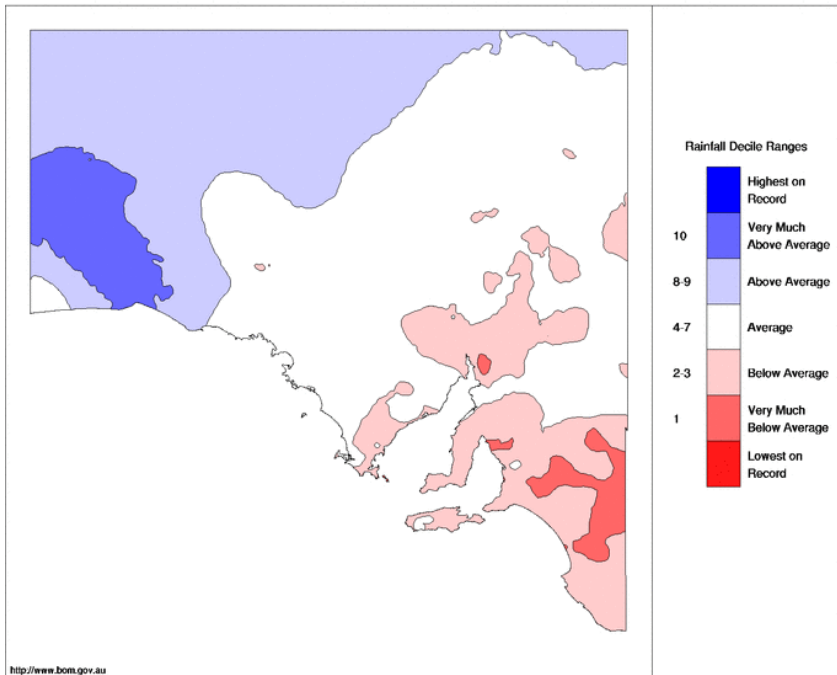 Rainfall Decile Ranges
Highest on
Record
10 Very Much
Above Average
8-9 Above Average
4-7 Average
2-3 Below Average
1 Very Much
Below Average
Lowest on
Record
http://www.bom.gov.au